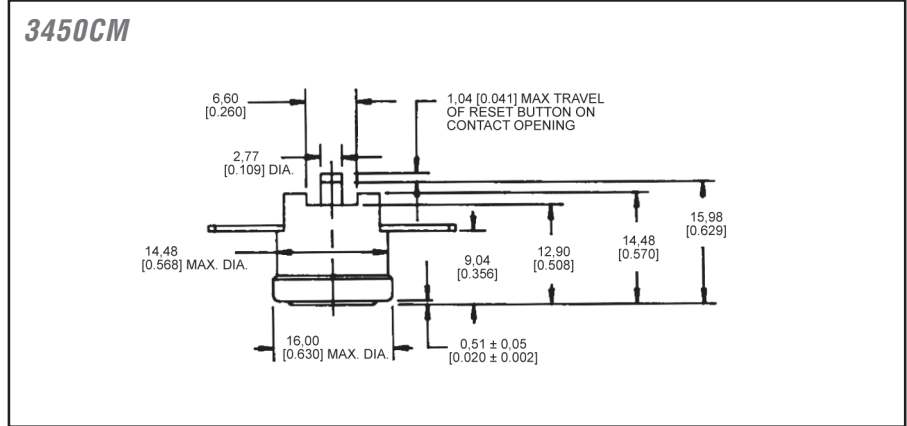 3450CM
6,60
[0.260]
1,04 [0.041] MAX TRAVEL
OF RESET BUTTON ON
CONTACT OPENING
2,77
[0.109] DIA.
14,48
[0.568] MAX. DIA.
9,04
[0.356]
12,90
[0.508]
14,48
[0.570]
15,98
[0.629]
16,00
[0.630] MAX. DIA.
0,51 ± 0,05
[0.020 ± 0.002]